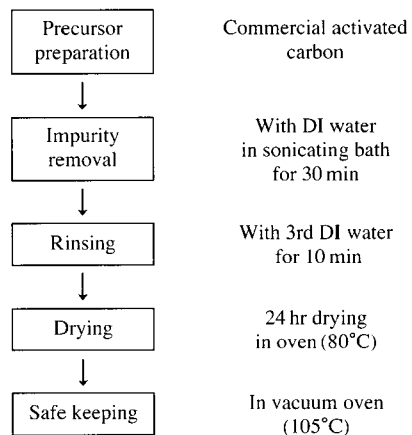 Precursor
preparation
Commercial activated
carbon
Impurity
removal
With DI water
in sonicating bath
for 30 min
Rinsing
With 3rd DI water
for 10 min
Drying
24 hr drying
in oven (80°C)
Safe keeping
In vacuum oven
(105°C)